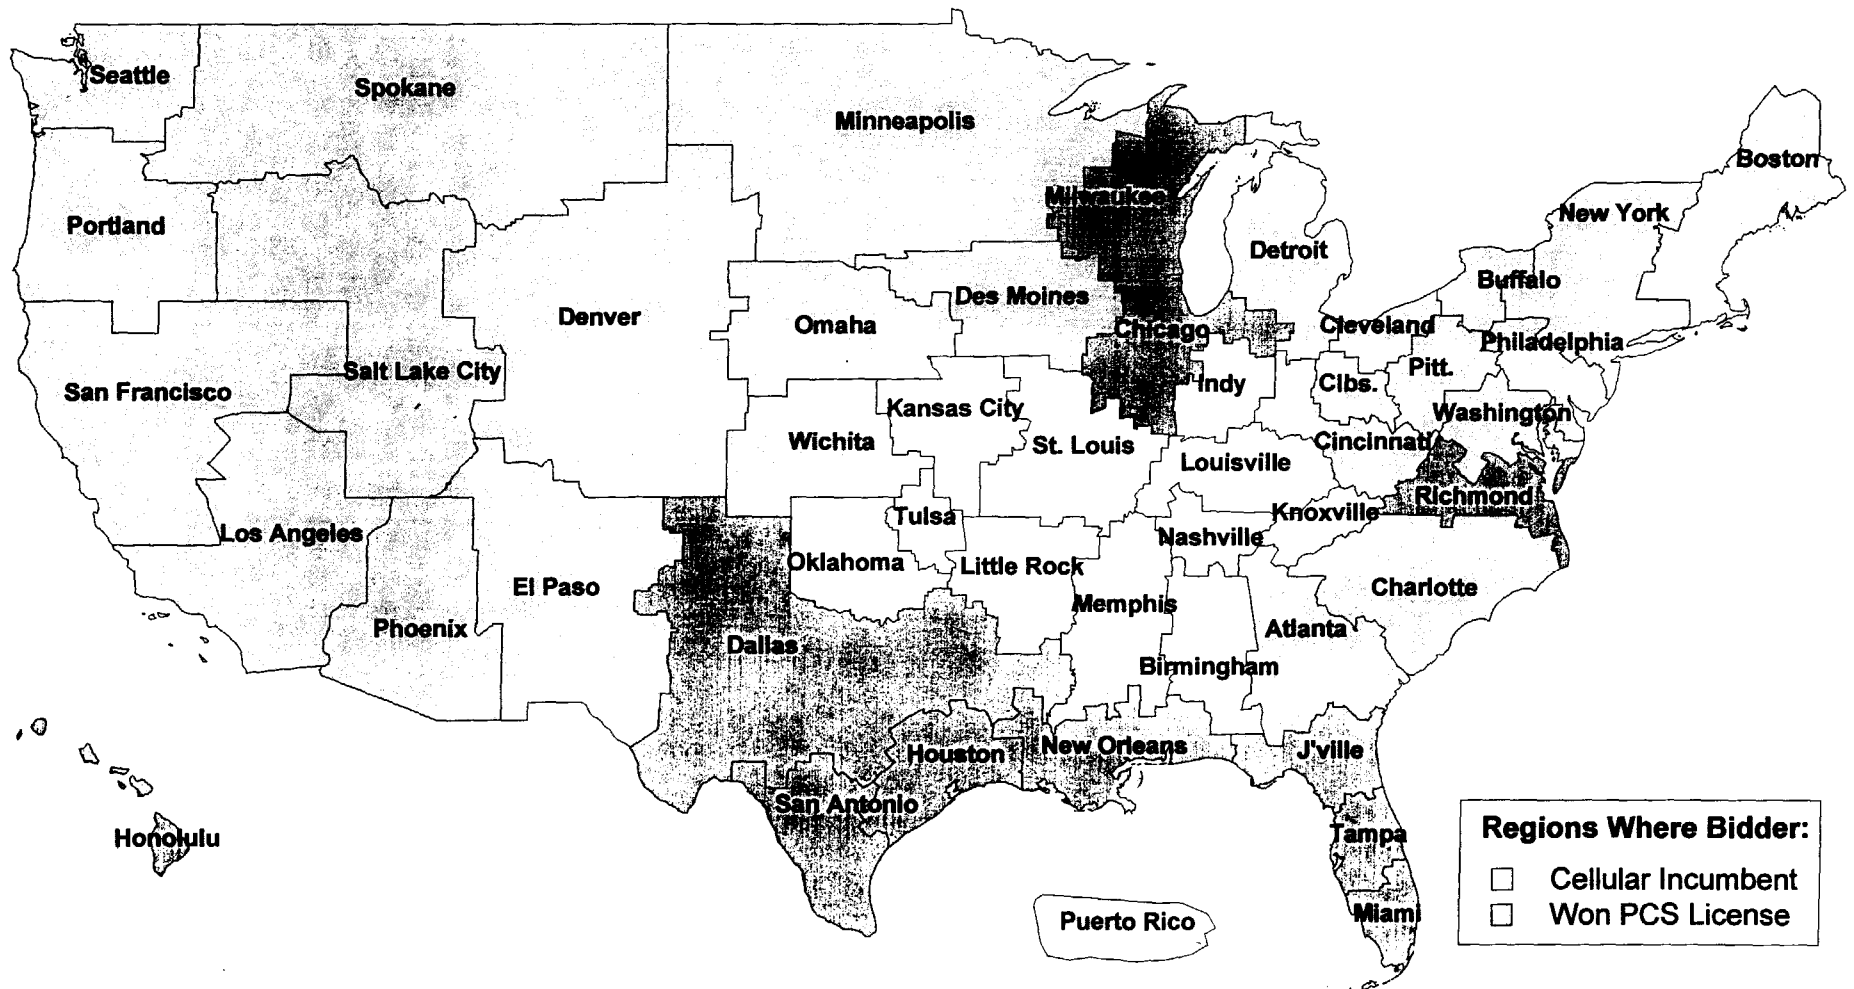 Seattle
Spokane
Minneapolis
Boston
Milwaukee
Portland
New York
Detroit
Buffalo
Des Moines
Denver
Omaha
Chicago
Cleveland
Philadelphia
Salt Lake City
Pitt.
San Francisco
Indy
Clbs.
Kansas City
Washington
Wichita
St. Louis
Cincinnati
Louisville
Richmond
Knoxville
Tulsa
Los Angeles
Nashville
Oklahoma
Little Rock
El Paso
Charlotte
Memphis
Phoenix
Atlanta
Dallas
Birmingham
New Orleans
Houston
J'ville
San Antonio
Tampa
Honolulu
Miami
Puerto Rico
Regions Where Bidder:
Cellular Incumbent
Won PCS License